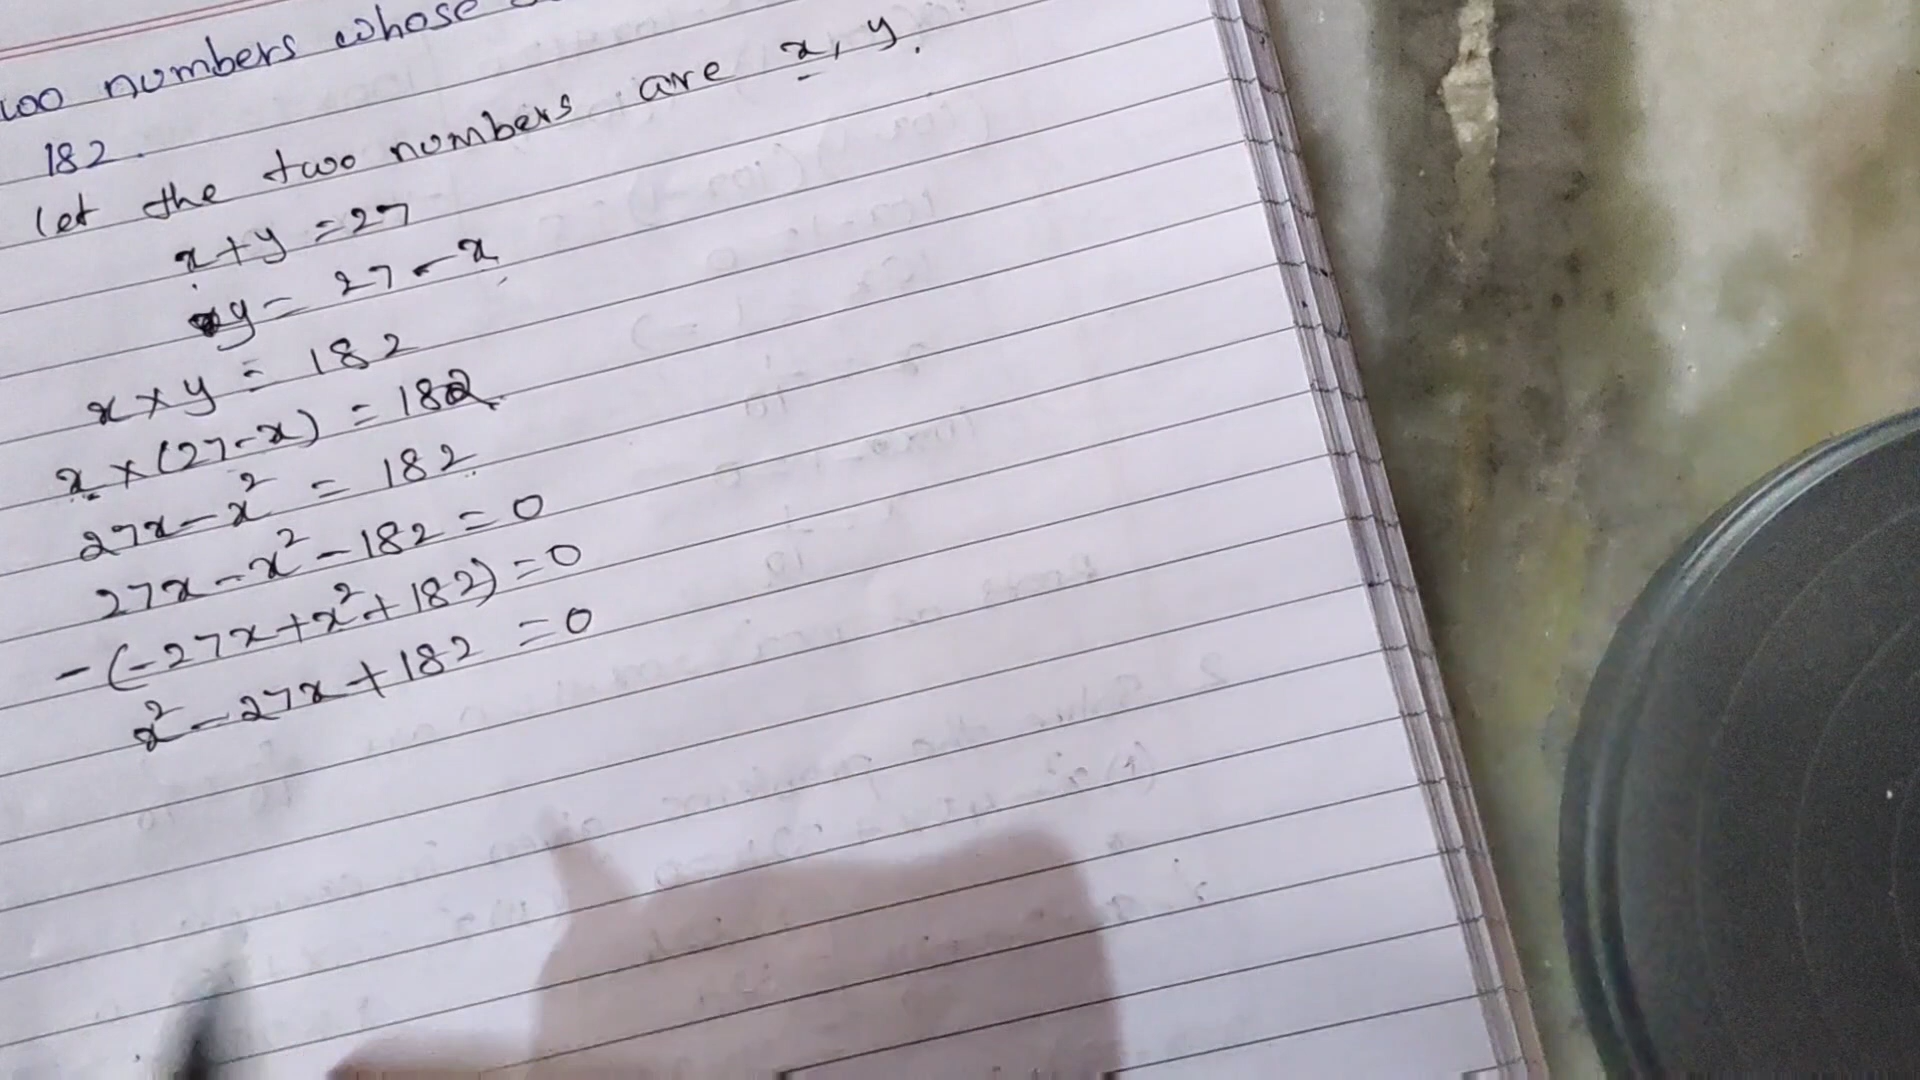 numbers whose
182.
let the two numbers are x, y.
x+y = 27
y = 27 - x
x × y = 182
x × (27-x) = 182
27x - x² = 182
27x - x² - 182 = 0
- (-27x + x² + 182) = 0
x² - 27x + 182 = 0